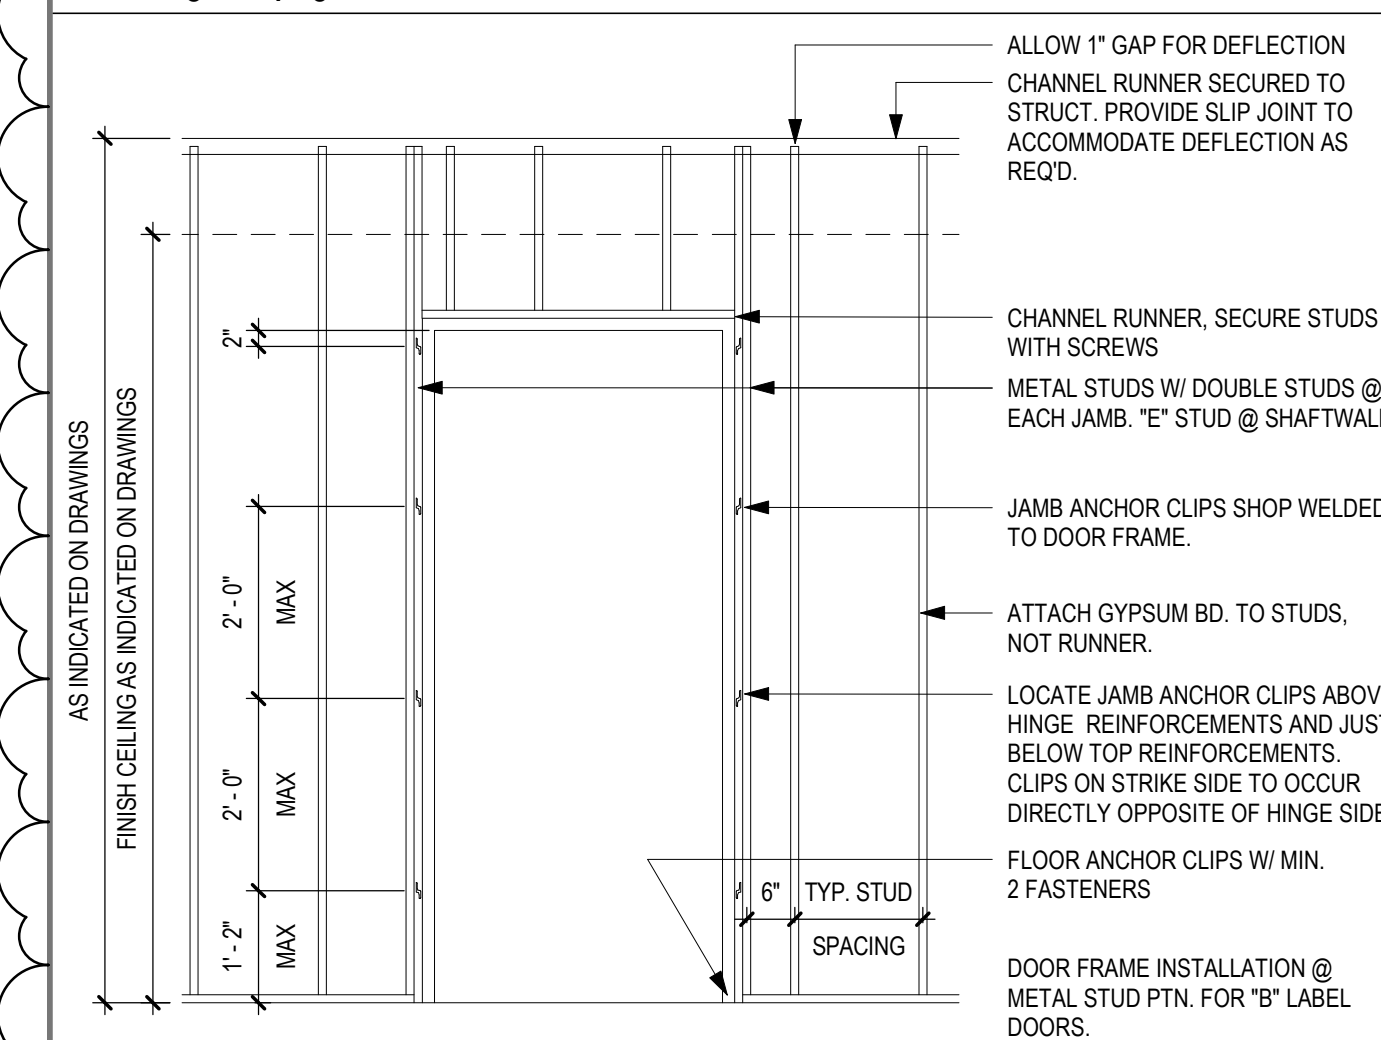 ALLOW 1" GAP FOR DEFLECTION
CHANNEL RUNNER SECURED TO
STRUCT. PROVIDE SLIP JOINT TO
ACCOMMODATE DEFLECTION AS
REQ'D.
CHANNEL RUNNER, SECURE STUDS
WITH SCREWS
METAL STUDS W/ DOUBLE STUDS @
EACH JAMB. "E" STUD @ SHAFTWALL
JAMB ANCHOR CLIPS SHOP WELDED
TO DOOR FRAME.
ATTACH GYPSUM BD. TO STUDS,
NOT RUNNER.
LOCATE JAMB ANCHOR CLIPS ABOV
HINGE REINFORCEMENTS AND JUST
BELOW TOP REINFORCEMENTS.
CLIPS ON STRIKE SIDE TO OCCUR
DIRECTLY OPPOSITE OF HINGE SIDE
FLOOR ANCHOR CLIPS W/ MIN.
2 FASTENERS
DOOR FRAME INSTALLATION @
METAL STUD PTN. FOR "B" LABEL
DOORS.
AS INDICATED ON DRAWINGS
FINISH CEILING AS INDICATED ON DRAWINGS
2"
2' - 0"
MAX
2' - 0"
MAX
1' - 2"
MAX
6"
TYP. STUD
SPACING